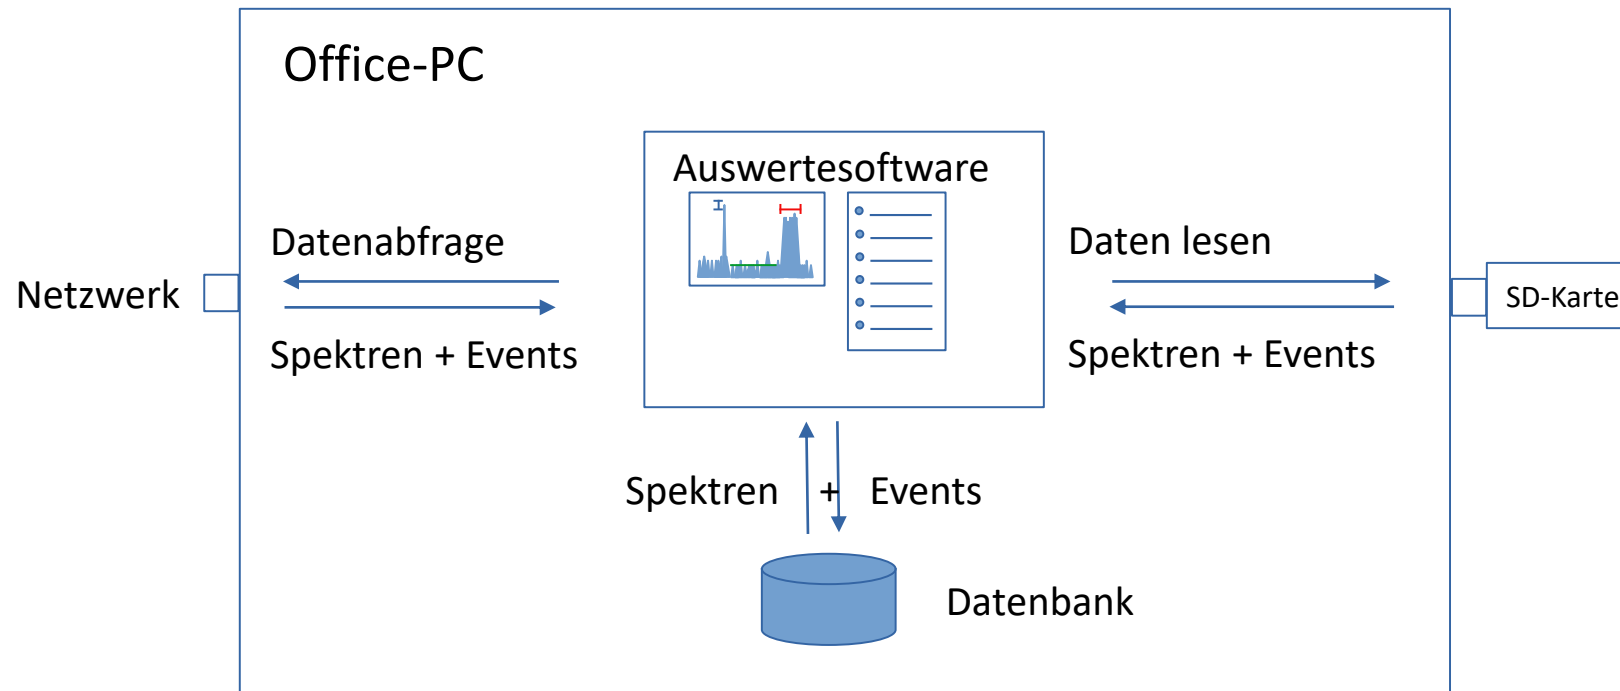 Office-PC
Auswertesoftware
Datenabfrage
Daten lesen
Netzwerk
SD-Karte
Spektren + Events
Spektren + Events
Spektren + Events
Datenbank